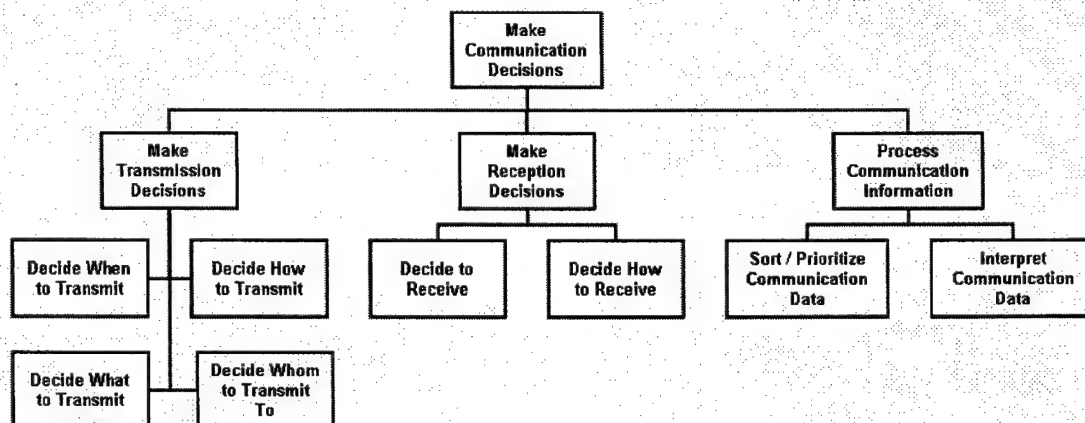 Make
Communication
Decisions
Make
Transmission
Decisions
Make
Reception
Decisions
Process
Communication
Information
Decide When
to Transmit
Decide How
to Transmit
Decide to
Receive
Decide How
to Receive
Sort / Prioritize
Communication
Data
Interpret
Communication
Data
Decide What
to Transmit
Decide Whom
to Transmit
To